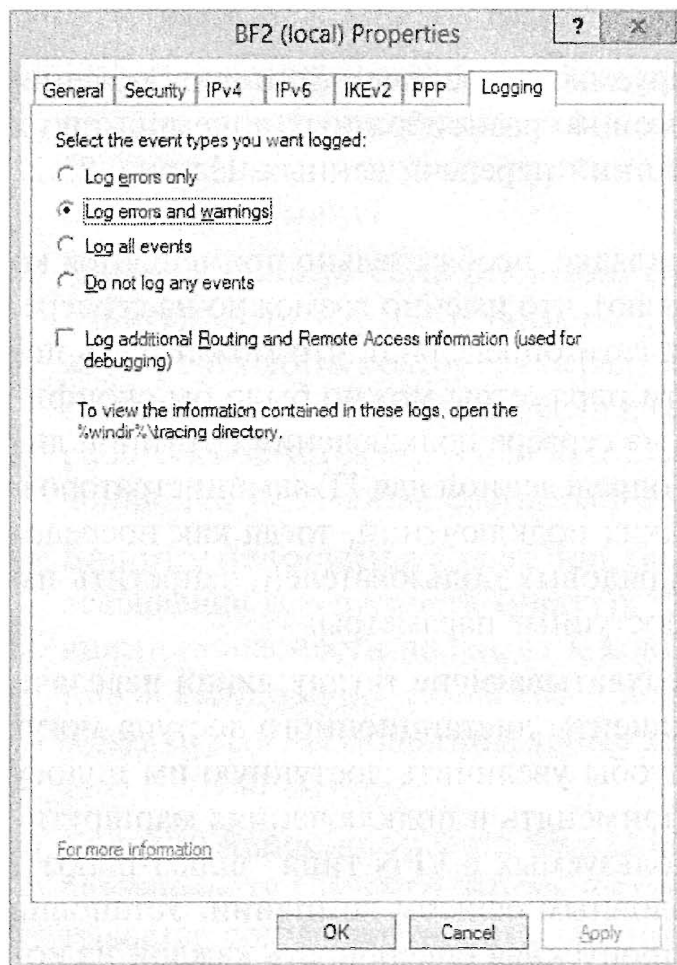 BF2 (local) Properties
?
General Security IPv4 IPv6 IKEv2 PPP Logging
Select the event types you want logged:
Log errors only
Log errors and warnings
Log all events
Do not log any events
Log additional Routing and Remote Access information (used for
debugging)
To view the information contained in these logs, open the
%windir%\tracing directory.
For more information
OK Cancel Apply